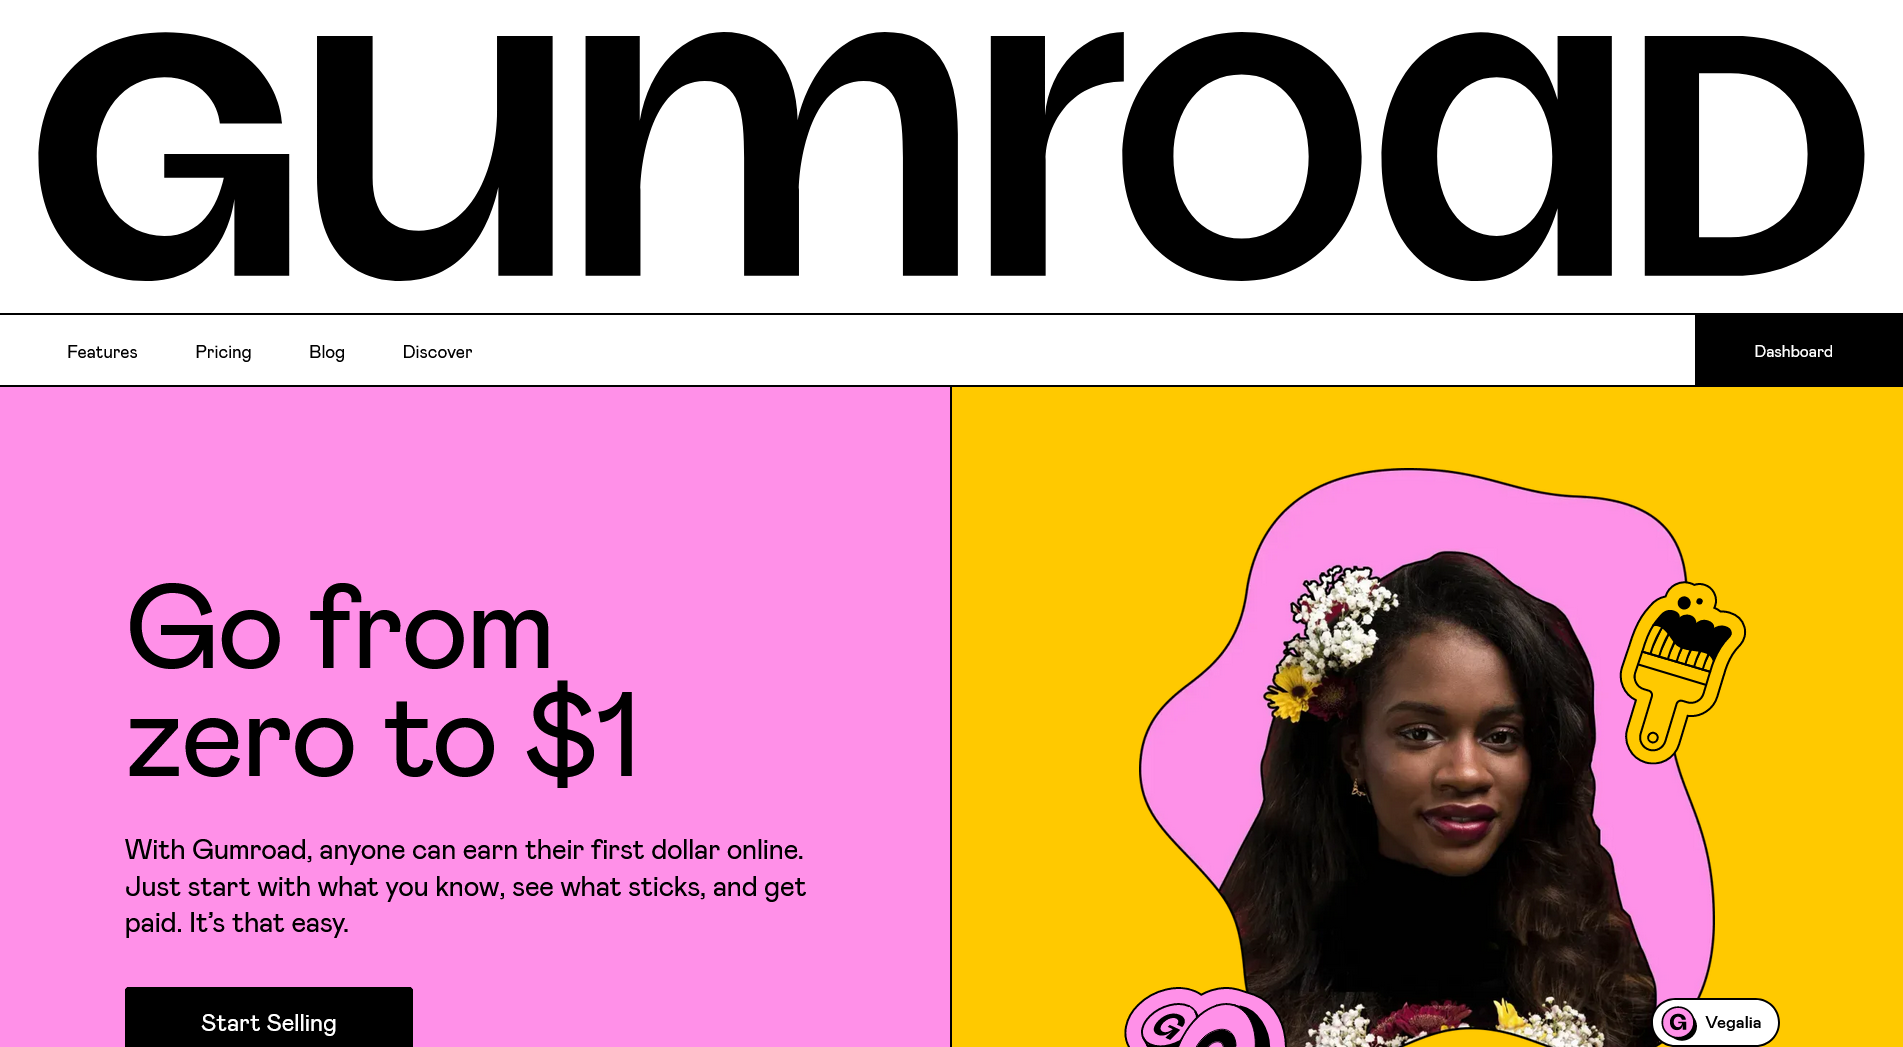 Gumroad
Features
Pricing
Blog
Discover
Dashboard
Go from
zero to $1
With Gumroad, anyone can earn their first dollar online.
Just start with what you know, see what sticks, and get
paid. It’s that easy.
Start Selling
G
G
Vegalia